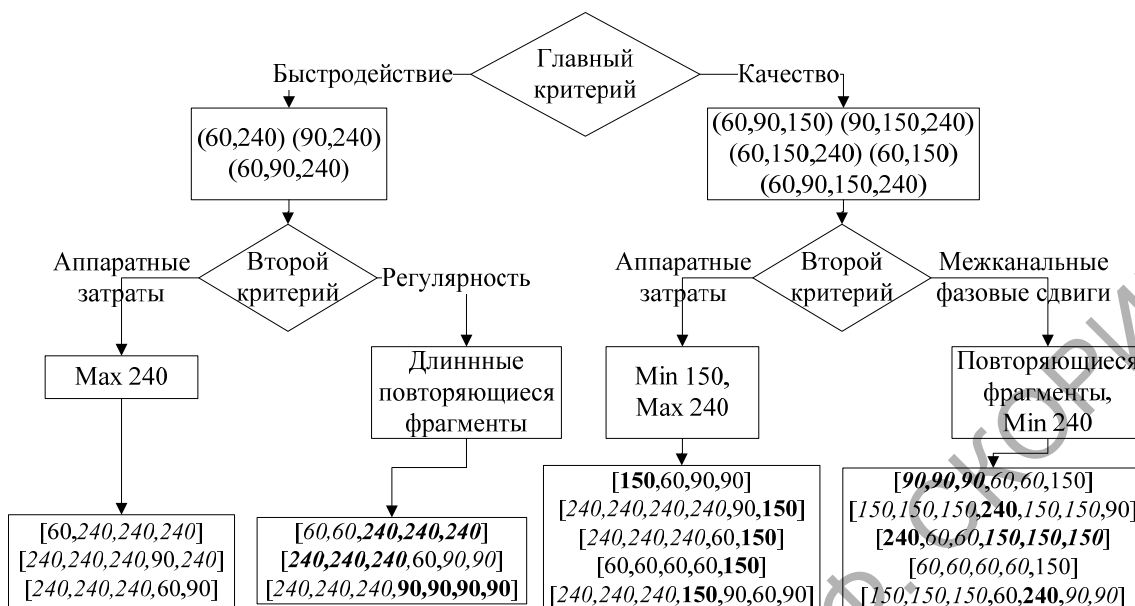 Главный
критерий
Быстродействие
Качество
(60,240) (90,240)
(60,90,240)
(60,90,150) (90,150,240)
(60,150,240) (60,150)
(60,90,150,240)
Аппаратные
затраты
Второй
критерий
Регулярность
Аппаратные
затраты
Второй
критерий
Межканальные
фазовые сдвиги
Max 240
Длиннные
повторяющиеся
фрагменты
Min 150,
Max 240
Повторяющиеся
фрагменты,
Min 240
[60,240,240,240]
[240,240,240,90,240]
[240,240,240,60,90]
[60,60,240,240,240]
[240,240,240,60,90,90]
[240,240,240,90,90,90,90]
[150,60,90,90]
[240,240,240,240,90,150]
[240,240,240,60,150]
[60,60,60,60,150]
[240,240,240,150,90,60,90]
[90,90,90,60,60,150]
[150,150,150,240,150,150,90]
[240,60,60,150,150,150]
[60,60,60,60,150]
[150,150,150,60,240,90,90]
Ф. СКОРИ